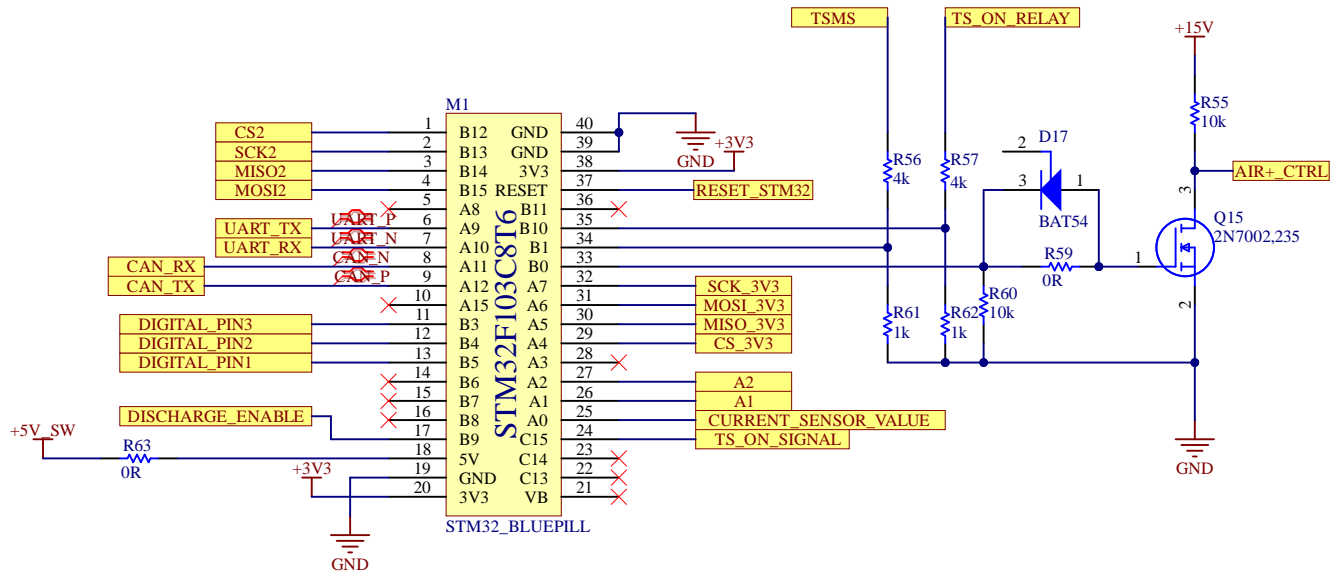 TSMS
TS_ON_RELAY
+15V
R55
10k
AIR+_CTRL
3
Q15
2N7002,235
1
2
GND
D17
2
3
1
BAT54
R59
0R
R60
10k
R56
4k
R57
4k
R61
1k
R62
1k
M1
STM32F103C8T6
STM32_BLUEPILL
CS2 1 B12
SCK2 2 B13
MISO2 3 B14
MOSI2 4 B15
5 A8
UART_TX UART_P 6 A9
UART_RX UART_N 7 A10
CAN_RX CAN_N 8 A11
CAN_TX CAN_P 9 A12
10 A15
DIGITAL_PIN3 11 B3
DIGITAL_PIN2 12 B4
DIGITAL_PIN1 13 B5
14 B6
15 B7
16 B8
DISCHARGE_ENABLE 17 B9
+5V_SW R63 0R 18 5V
19 GND
+3V3 20 3V3
GND
GND 40
GND 39
GND
3V3 38 +3V3
RESET 37 RESET_STM32
B11 36
B10 35
B1 34
B0 33
A7 32 SCK_3V3
A6 31 MOSI_3V3
A5 30 MISO_3V3
A4 29 CS_3V3
A3 28
A2 27 A2
A1 26 A1
A0 25 CURRENT_SENSOR_VALUE
C15 24 TS_ON_SIGNAL
C14 23
C13 22
VB 21